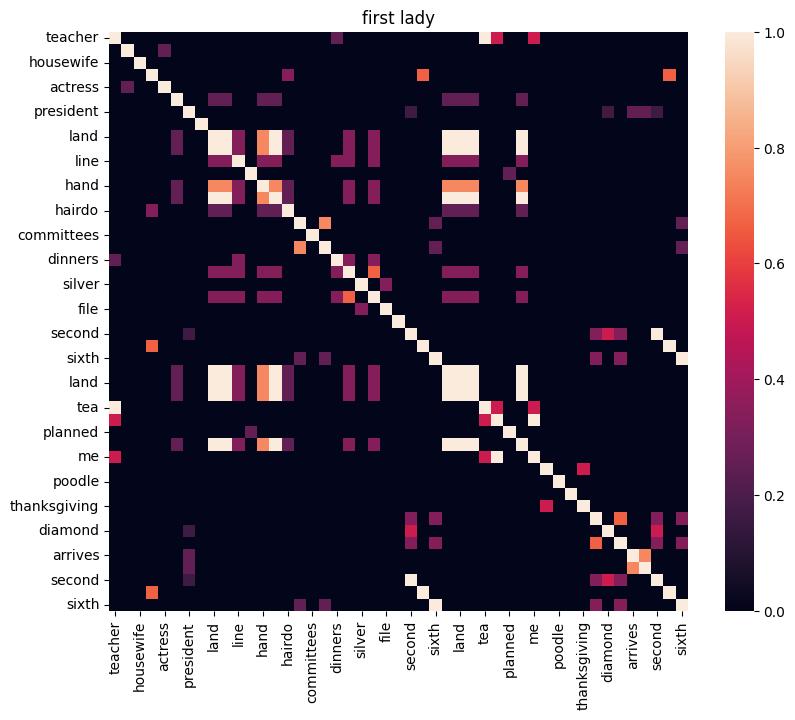 first lady
teacher
housewife
actress
president
land
line
hand
hairdo
committees
dinners
silver
file
second
sixth
land
tea
planned
me
poodle
thanksgiving
diamond
arrives
second
sixth
teacher
housewife
actress
president
land
line
hand
hairdo
committees
dinners
silver
file
second
sixth
land
tea
planned
me
poodle
thanksgiving
diamond
arrives
second
sixth
1.0
0.8
0.6
0.4
0.2
0.0